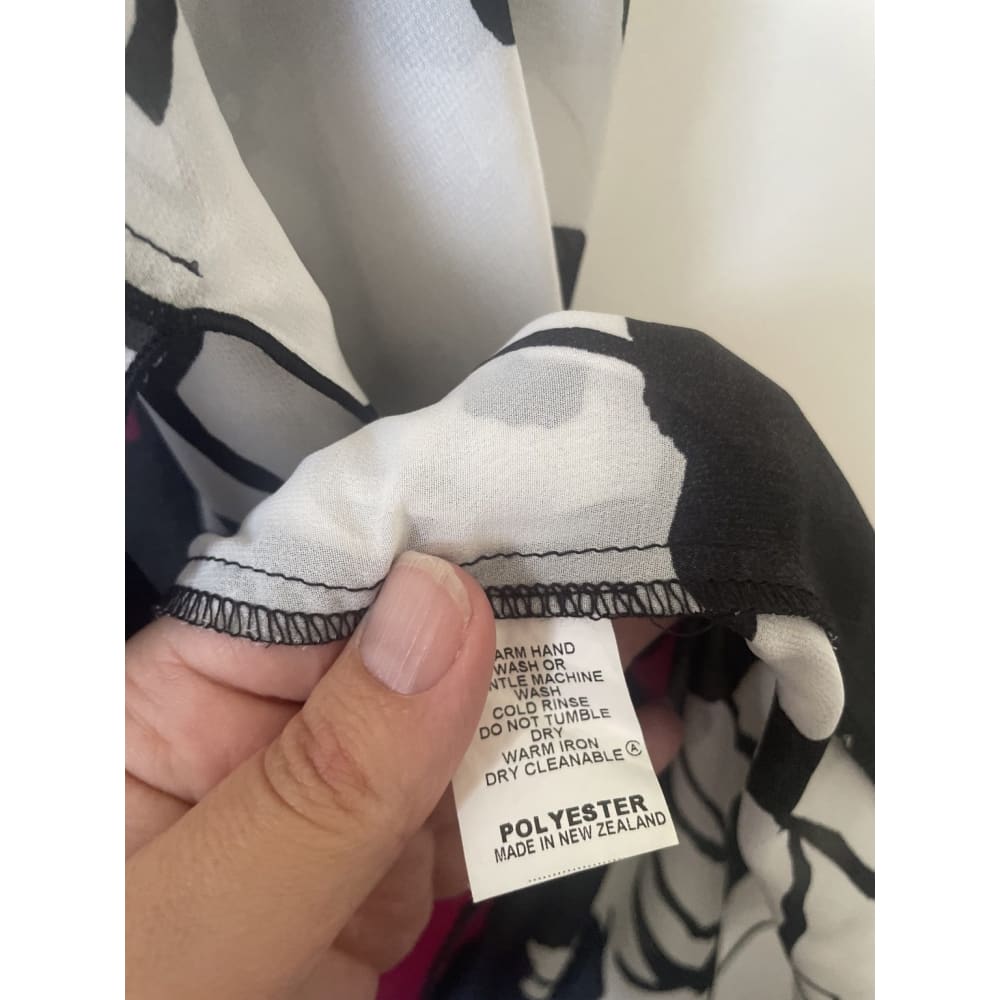 ARM HAND
WASH OR
NTLE MACHINE
WASH
COLD RINSE
DO NOT TUMBLE
DRY
WARM IRON
DRY CLEANABLE Ⓐ
POLYESTER
MADE IN NEW ZEALAND